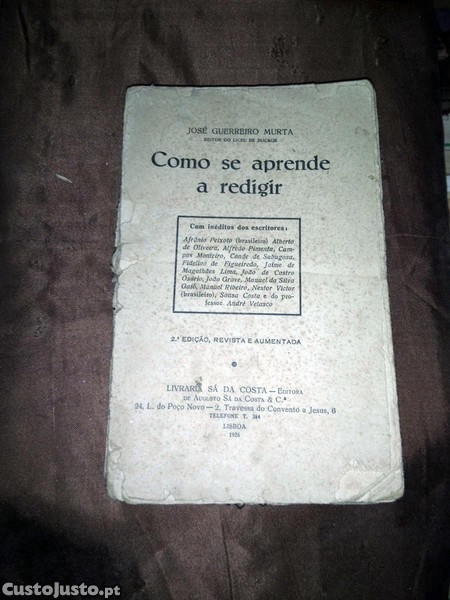 JOSÉ GUERREIRO MURTA
REITOR DO LICEU DE
Como se aprende
a redigir
Com inéditos dos escritores:
Afrânio Peixoto (brasileiro) Alberto
de Oliveira, Alfredo Pimenta, Cam-
pos Monteiro, Conde de Sabugosa,
Fidelino de Figueiredo, Jaime de
Magalhães Lima, João de Castro
Osório, João Grave, Manuel da Silva
Gaio, Manuel Ribeiro, Nestor Victor
(brasileiro), Sousa Costa e do pro-
fessor André Velasco
2.ª EDIÇÃO, REVISTA E AUMENTADA
LIVRARIA SÁ DA COSTA — EDITORA
DE AUGUSTO SÁ DA COSTA & C.ª
24, L. do Poço Novo — 2, Travessa do Convento a Jesus, 6
TELEFONE T. 364
LISBOA
CustoJusto.pt